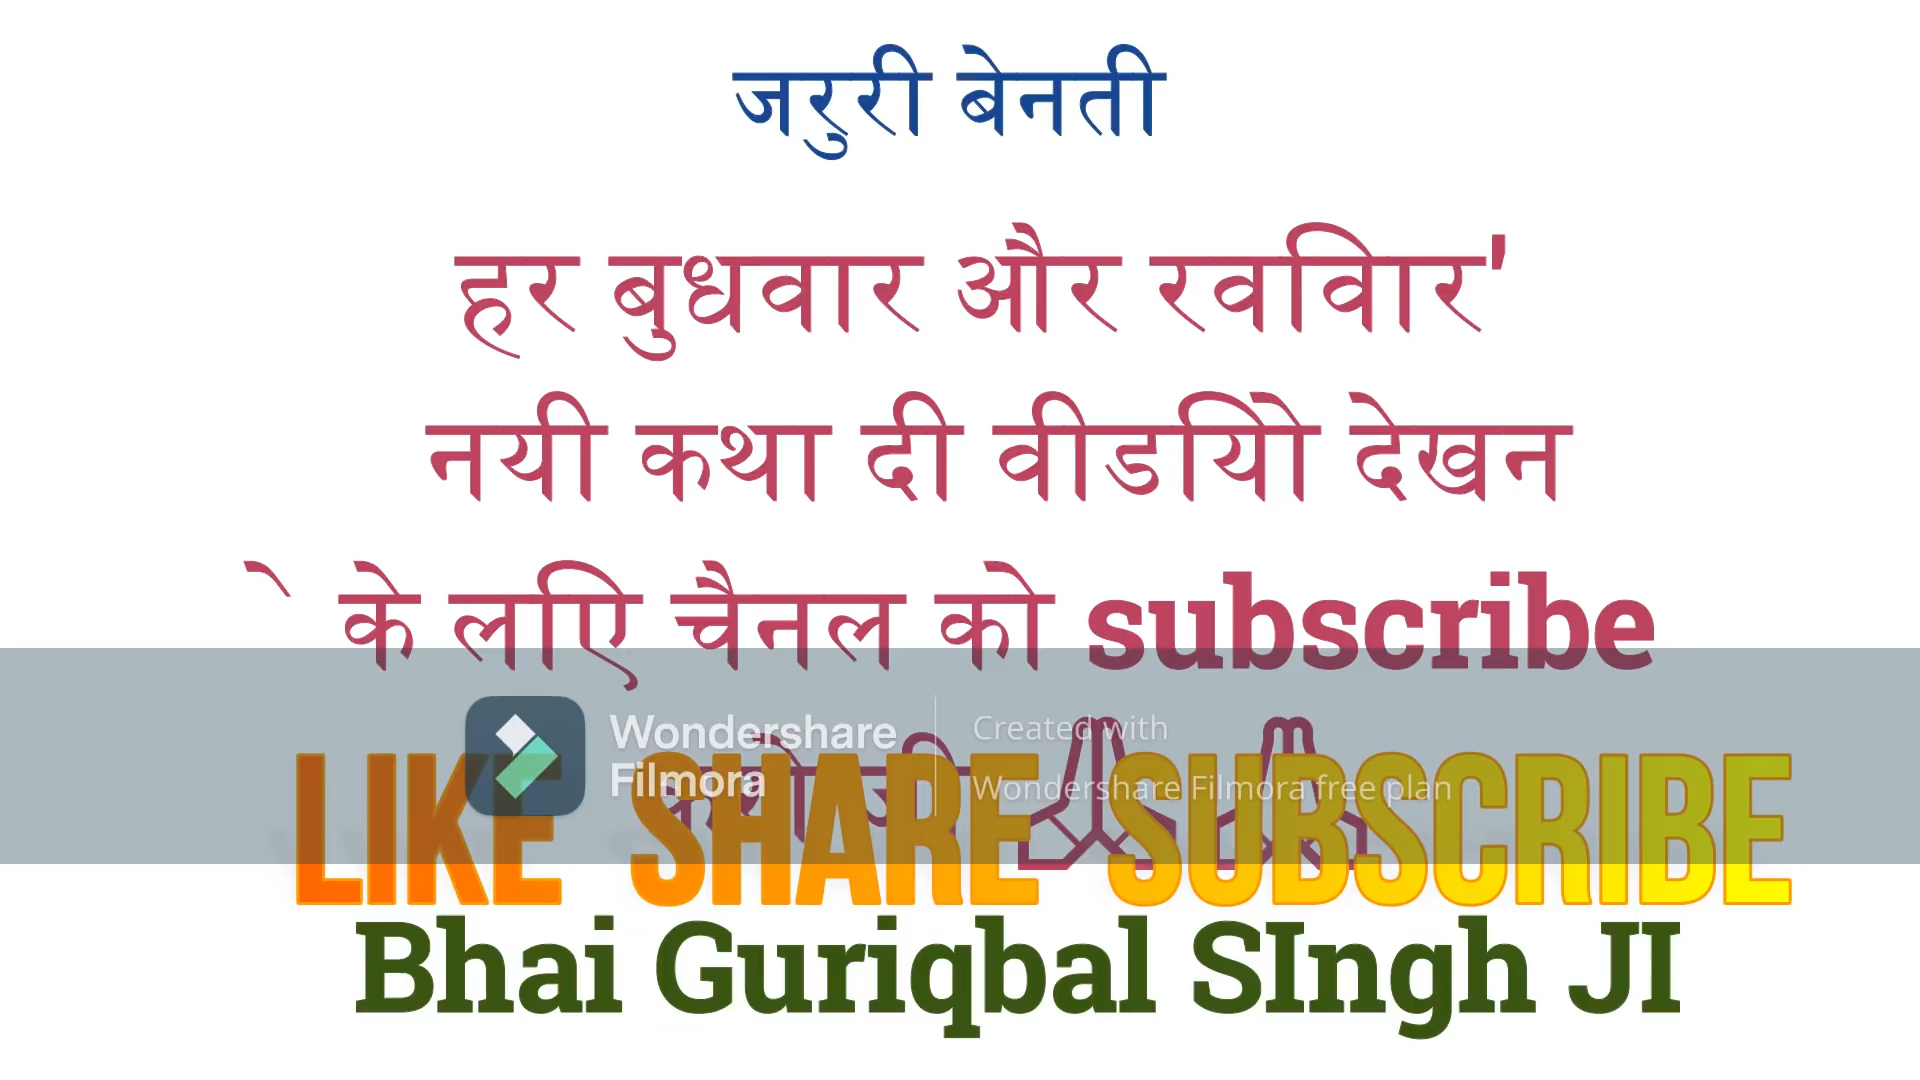 जरुरी बेनती
हर बुधवार और रविवार'
नयी कथा दी वीडियो देखन
े के लिए चैनल को subscribe
Wondershare
Filmora
Created with
Wondershare Filmora free plan
LIKE SHARE SUBSCRIBE
Bhai Guriqbal SIngh JI